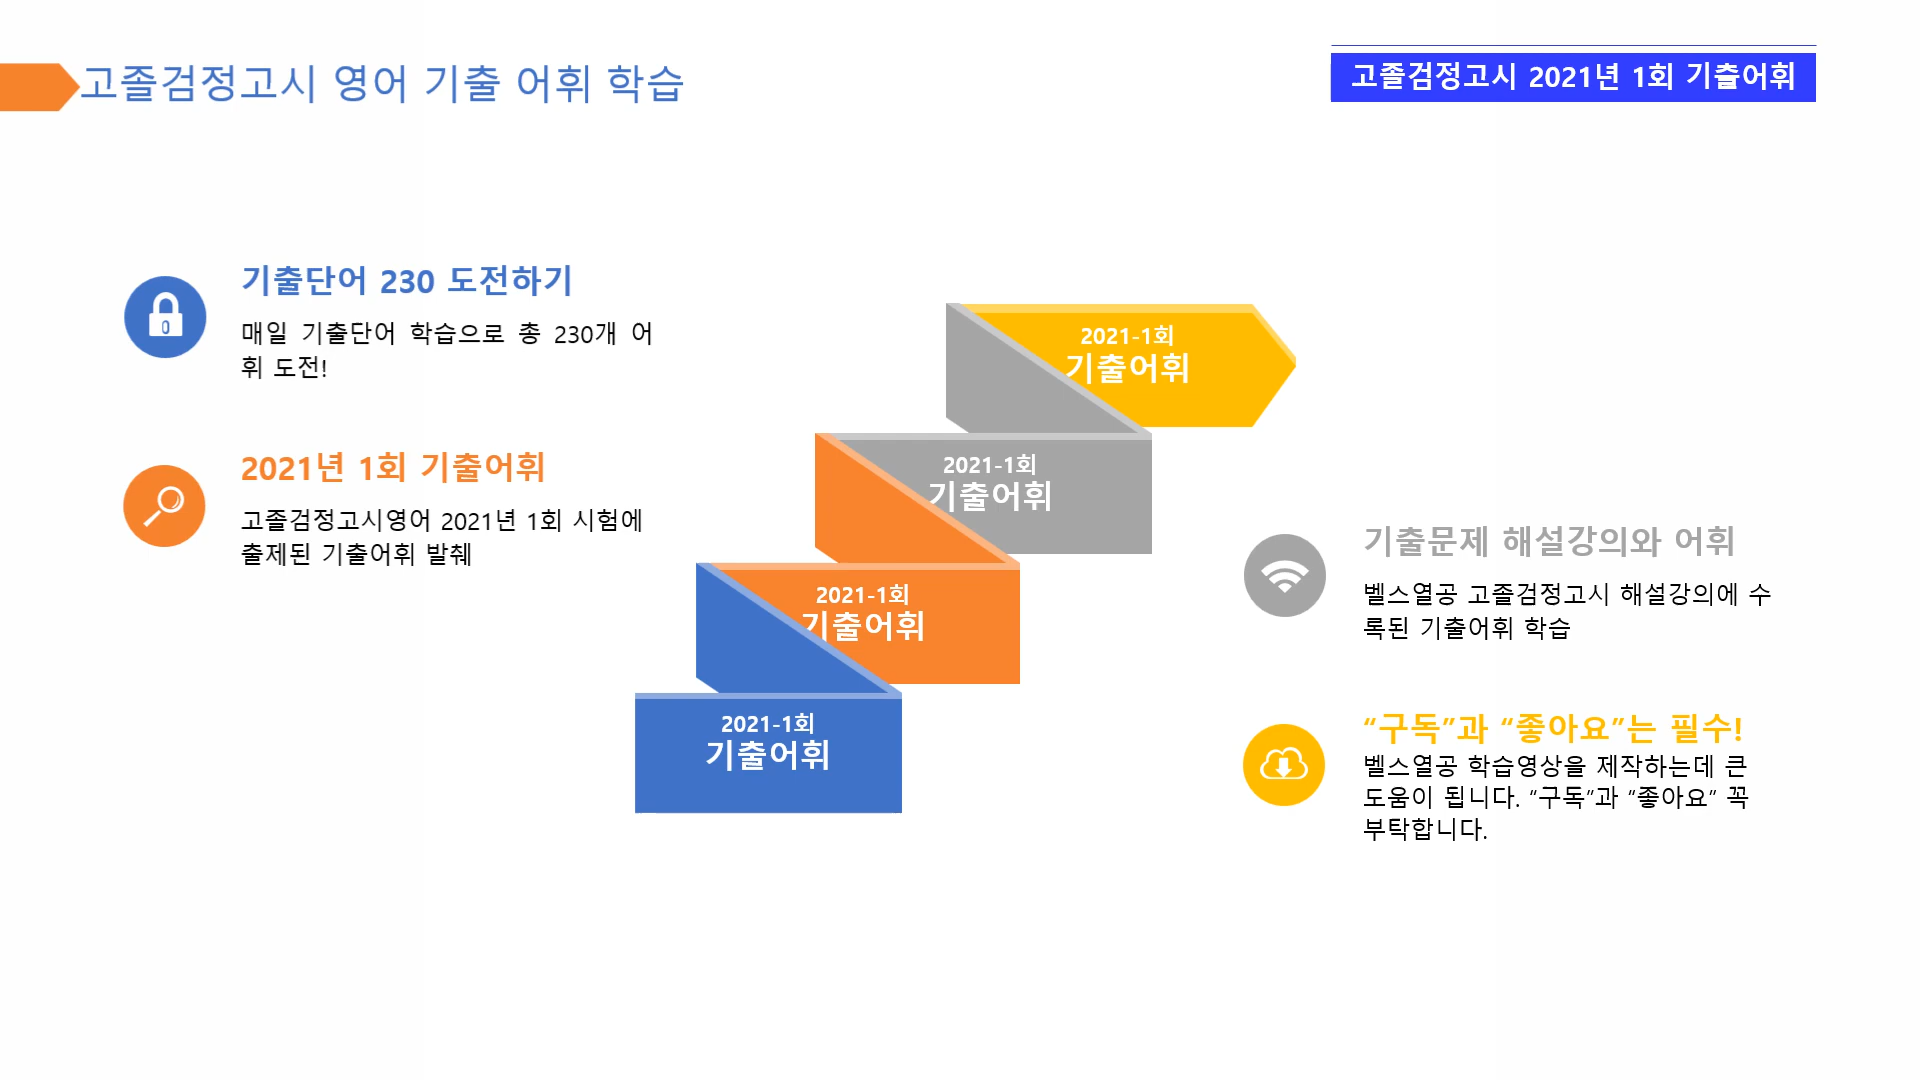 고졸검정고시 영어 기출 어휘 학습
고졸검정고시 2021년 1회 기츨어휘
기출단어 230 도전하기
매일 기출단어 학습으로 총 230개 어
휘 도전!
2021년 1회 기출어휘
고졸검정고시영어 2021년 1회 시험에
출제된 기출어휘 발췌
2021-1회
기출어휘
2021-1회
기출어휘
2021-1회
기출어휘
2021-1회
기출어휘
기출문제 해설강의와 어휘
벨스열공 고졸검정고시 해설강의에 수
록된 기출어휘 학습
“구독”과 “좋아요”는 필수!
벨스열공 학습영상을 제작하는데 큰
도움이 됩니다. “구독”과 “좋아요“ 꼭
부탁합니다.